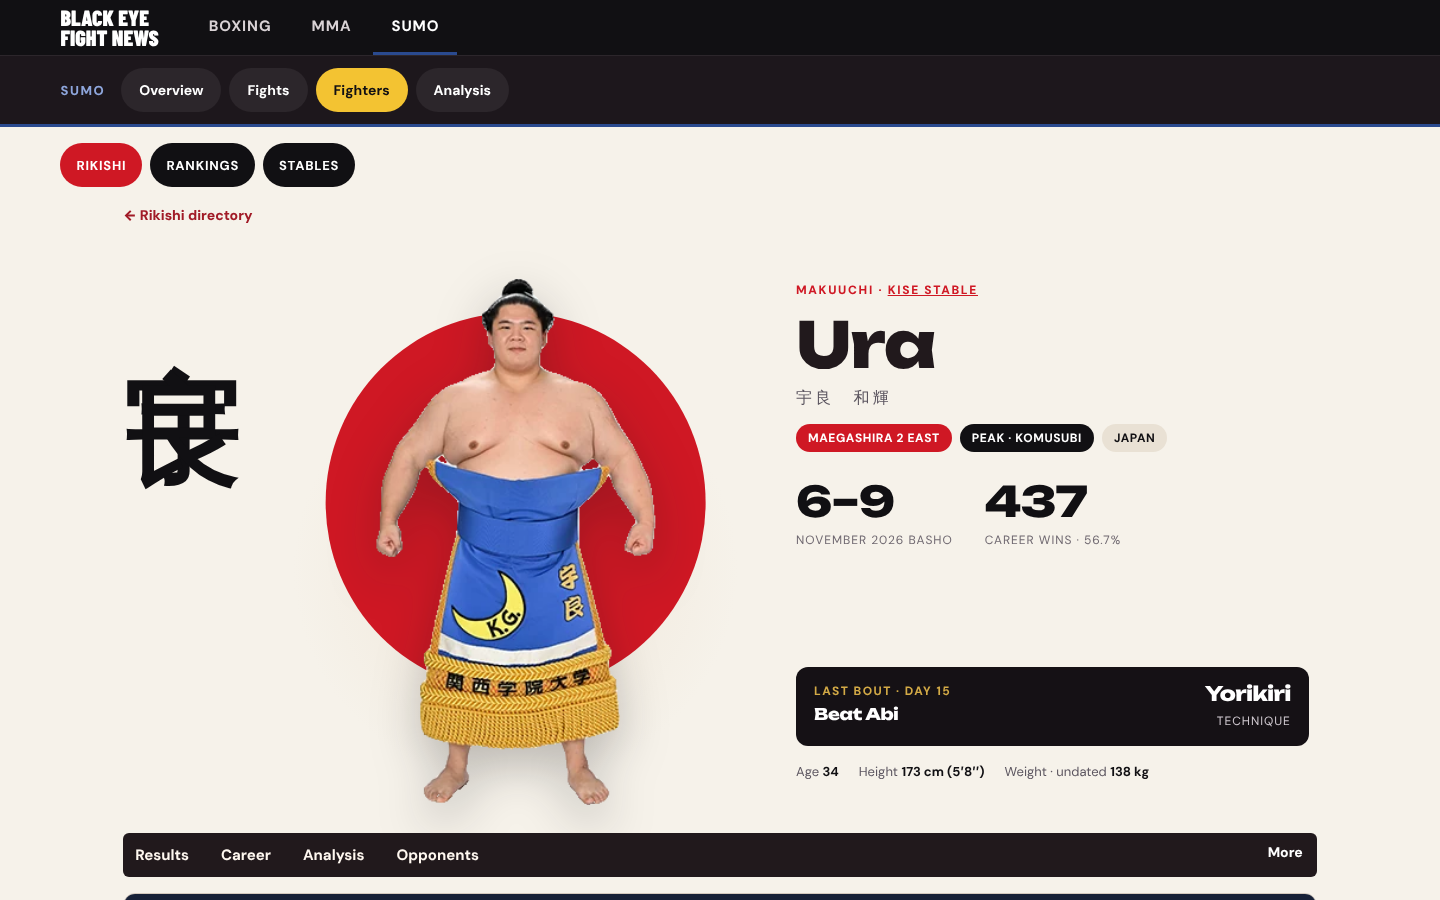 BLACK EYE
FIGHT NEWS
BOXING
MMA
SUMO
SUMO
Overview
Fights
Fighters
Analysis
RIKISHI
RANKINGS
STABLES
← Rikishi directory
MAKUUCHI · KISE STABLE
Ura
宇良 和輝
MAEGASHIRA 2 EAST
PEAK · KOMUSUBI
JAPAN
6–9
NOVEMBER 2026 BASHO
437
CAREER WINS · 56.7%
宇良
K.G.
関西学院大学
LAST BOUT · DAY 15
Beat Abi
Yorikiri
TECHNIQUE
Age 34
Height 173 cm (5′8″)
Weight · undated 138 kg
Results
Career
Analysis
Opponents
More